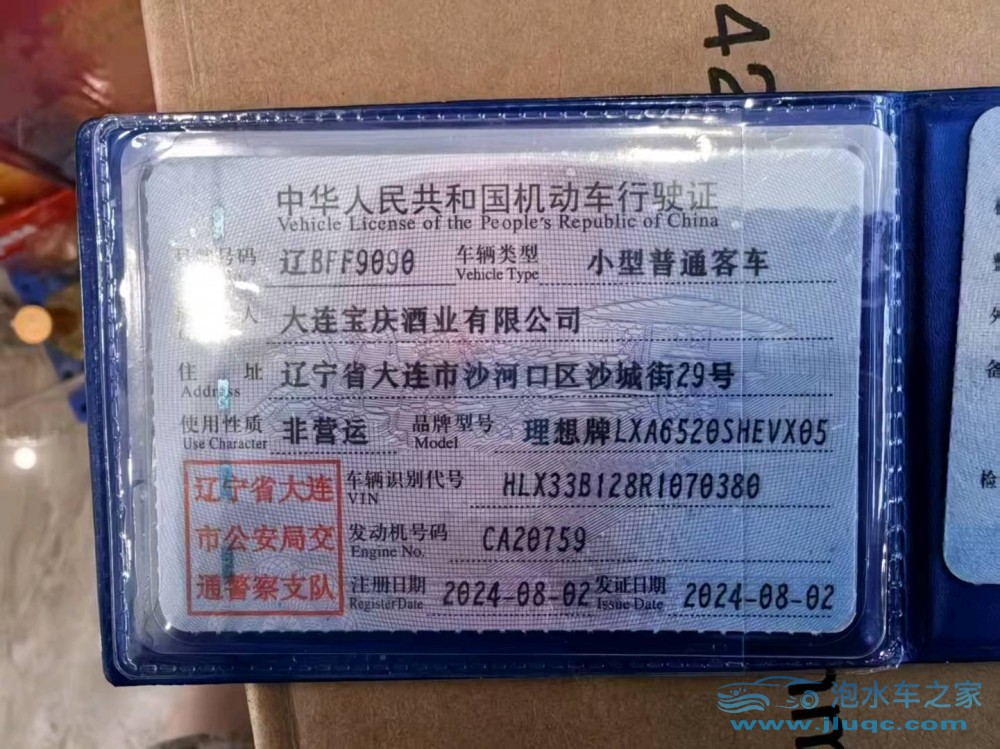 42
中华人民共和国机动车行驶证
Vehicle License of the People's Republic of China
号码 辽BFF9090 车辆类型 Vehicle Type 小型普通客车
人 大连宝庆酒业有限公司
住址 Address 辽宁省大连市沙河口区沙城街29号
使用性质 Use Character 非营运 品牌型号 Model 理想牌LXA6520SHEVX05
车辆识别代号 VIN HLX33B128R1070380
发动机号码 Engine No. CA20759
注册日期 Register Date 2024-08-02 发证日期 Issue Date 2024-08-02
辽宁省大连
市公安局交
通警察支队
检
泡水车之家
www.jluqc.com